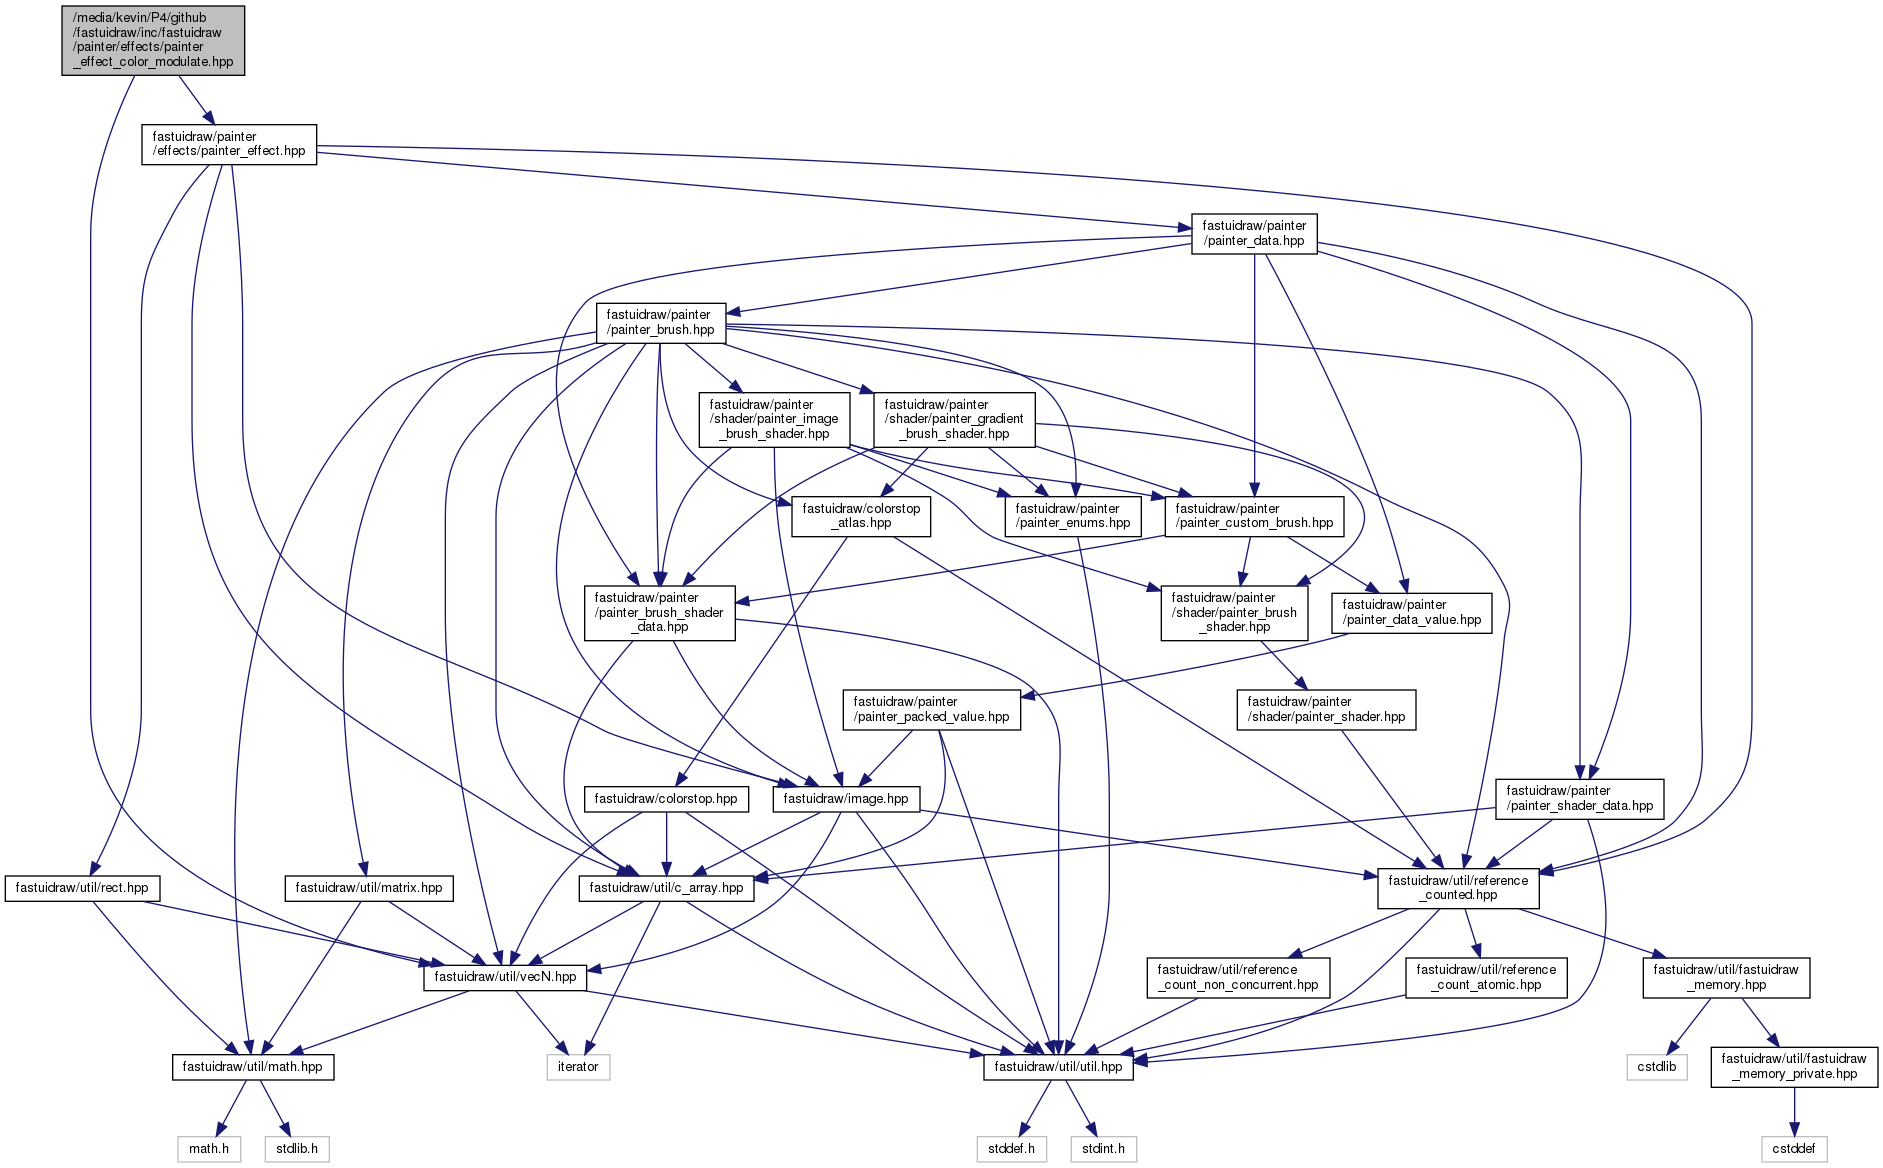 /media/kevin/P4/github
/fastuidraw/inc/fastuidraw
/painter/effects/painter
_effect_color_modulate.hpp
fastuidraw/painter
/effects/painter_effect.hpp
fastuidraw/painter
/painter_data.hpp
fastuidraw/painter
/painter_brush.hpp
fastuidraw/painter
/shader/painter_image
_brush_shader.hpp
fastuidraw/painter
/shader/painter_gradient
_brush_shader.hpp
fastuidraw/colorstop
_atlas.hpp
fastuidraw/painter
/painter_enums.hpp
fastuidraw/painter
/painter_custom_brush.hpp
fastuidraw/painter
/painter_brush_shader
_data.hpp
fastuidraw/painter
/shader/painter_brush
_shader.hpp
fastuidraw/painter
/painter_data_value.hpp
fastuidraw/painter
/painter_packed_value.hpp
fastuidraw/painter
/shader/painter_shader.hpp
fastuidraw/colorstop.hpp
fastuidraw/image.hpp
fastuidraw/painter
/painter_shader_data.hpp
fastuidraw/util/rect.hpp
fastuidraw/util/matrix.hpp
fastuidraw/util/c_array.hpp
fastuidraw/util/reference
_counted.hpp
fastuidraw/util/vecN.hpp
fastuidraw/util/reference
_count_non_concurrent.hpp
fastuidraw/util/reference
_count_atomic.hpp
fastuidraw/util/fastuidraw
_memory.hpp
fastuidraw/util/math.hpp
iterator
fastuidraw/util/util.hpp
cstdlib
fastuidraw/util/fastuidraw
_memory_private.hpp
math.h
stdlib.h
stddef.h
stdint.h
cstddef